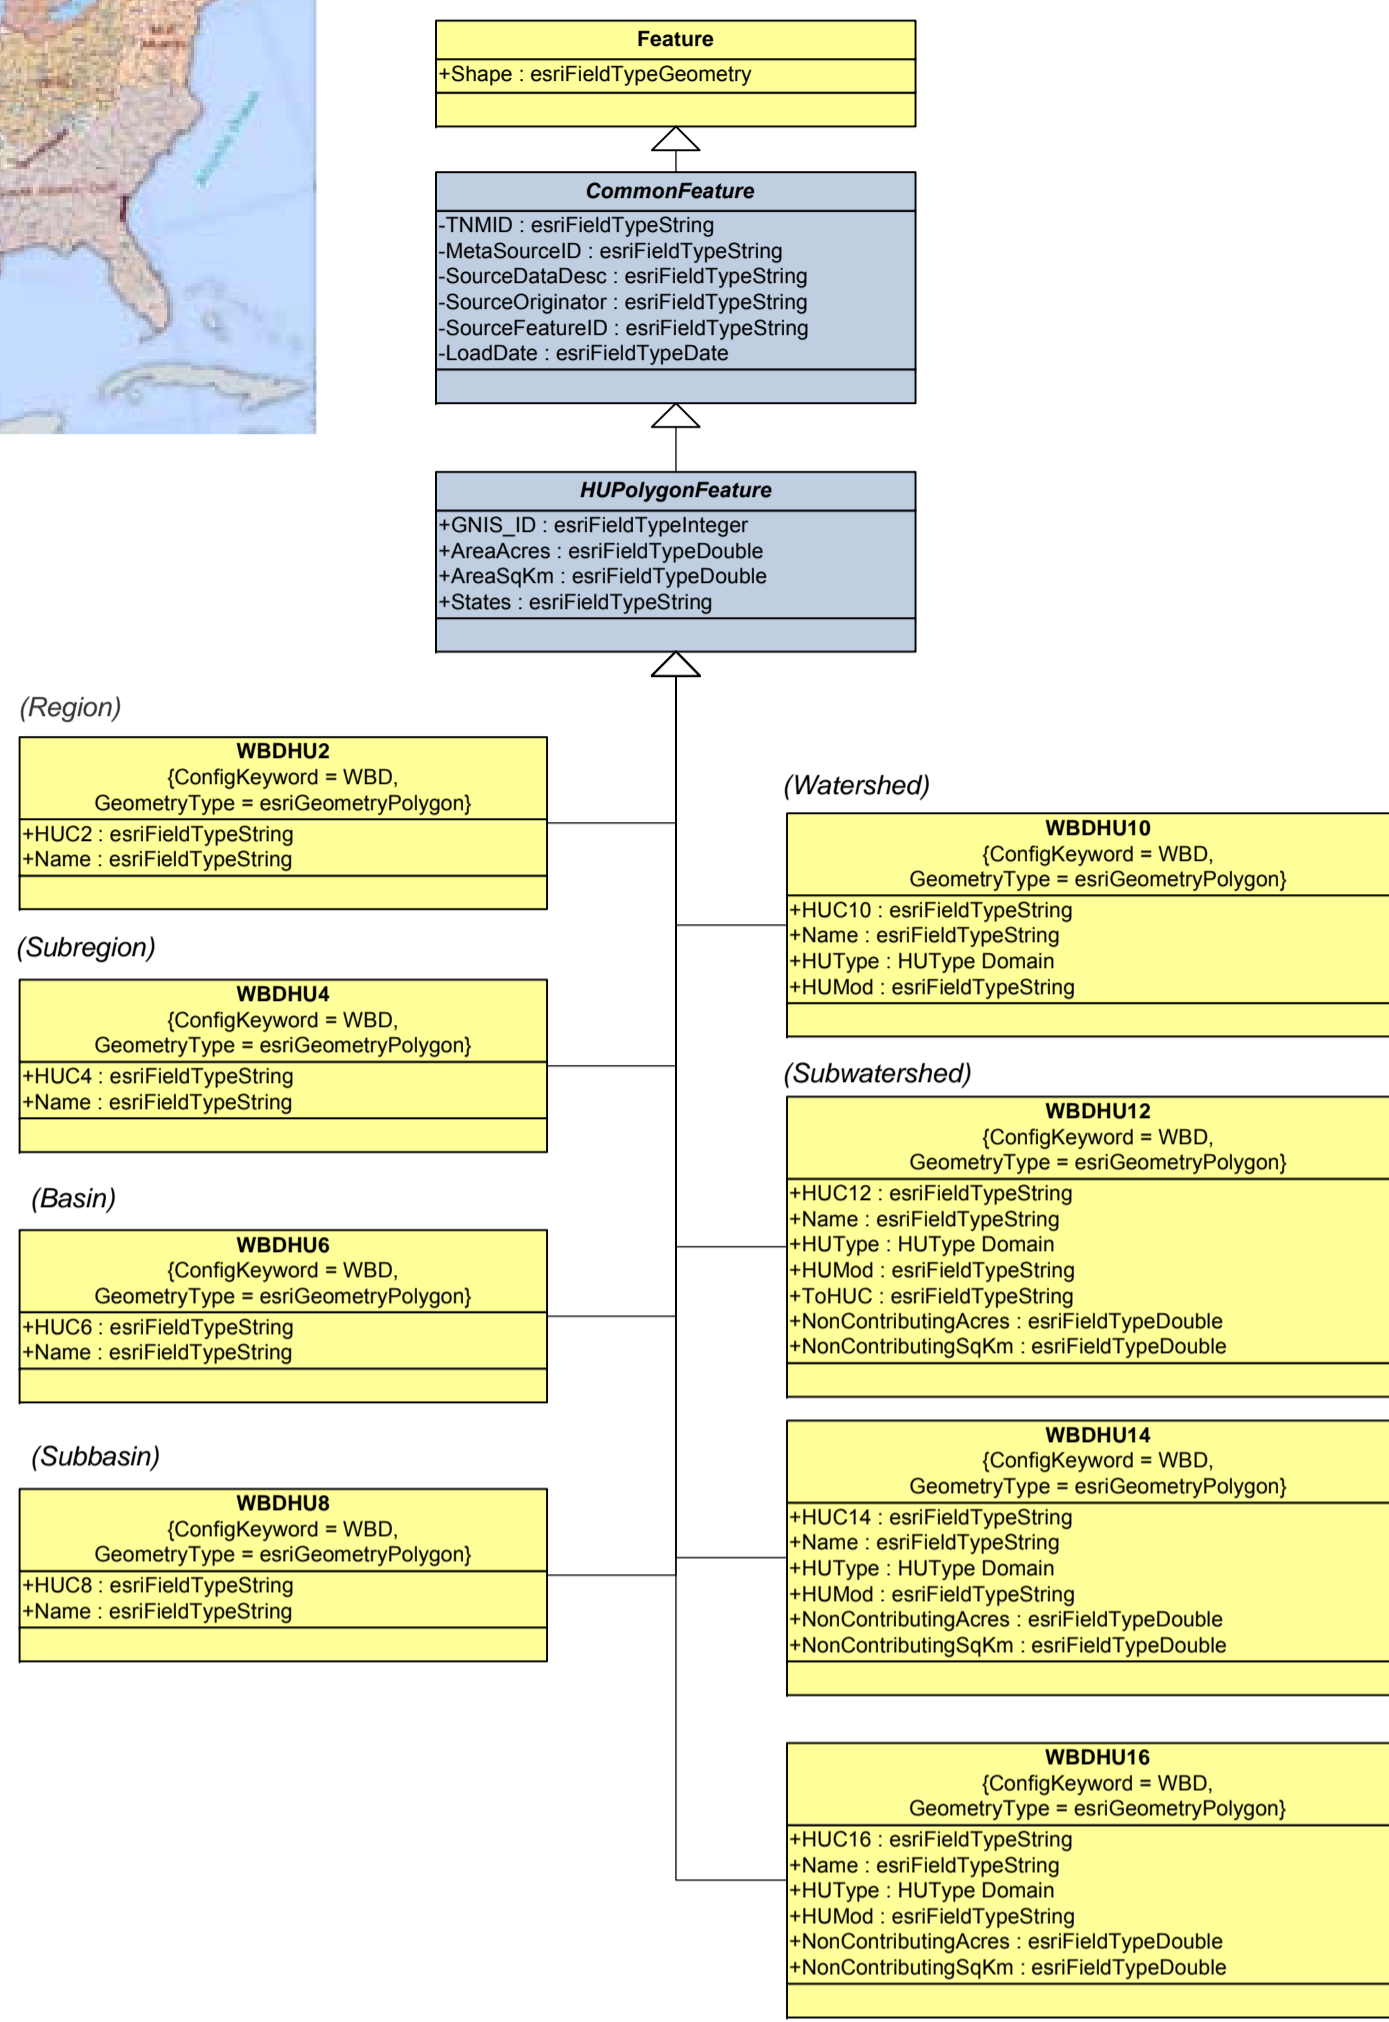 Feature
+Shape : esriFieldTypeGeometry
CommonFeature
-TNMID : esriFieldTypeString
-MetaSourceID : esriFieldTypeString
-SourceDataDesc : esriFieldTypeString
-SourceOriginator : esriFieldTypeString
-SourceFeatureID : esriFieldTypeString
-LoadDate : esriFieldTypeDate
HUPolygonFeature
+GNIS_ID : esriFieldTypeInteger
+AreaAcres : esriFieldTypeDouble
+AreaSqKm : esriFieldTypeDouble
+States : esriFieldTypeString
(Region)
WBDHU2
{ConfigKeyword = WBD,
GeometryType = esriGeometryPolygon}
+HUC2 : esriFieldTypeString
+Name : esriFieldTypeString
(Subregion)
WBDHU4
{ConfigKeyword = WBD,
GeometryType = esriGeometryPolygon}
+HUC4 : esriFieldTypeString
+Name : esriFieldTypeString
(Basin)
WBDHU6
{ConfigKeyword = WBD,
GeometryType = esriGeometryPolygon}
+HUC6 : esriFieldTypeString
+Name : esriFieldTypeString
(Subbasin)
WBDHU8
{ConfigKeyword = WBD,
GeometryType = esriGeometryPolygon}
+HUC8 : esriFieldTypeString
+Name : esriFieldTypeString
(Watershed)
WBDHU10
{ConfigKeyword = WBD,
GeometryType = esriGeometryPolygon}
+HUC10 : esriFieldTypeString
+Name : esriFieldTypeString
+HUType : HUType Domain
+HUMod : esriFieldTypeString
(Subwatershed)
WBDHU12
{ConfigKeyword = WBD,
GeometryType = esriGeometryPolygon}
+HUC12 : esriFieldTypeString
+Name : esriFieldTypeString
+HUType : HUType Domain
+HUMod : esriFieldTypeString
+ToHUC : esriFieldTypeString
+NonContributingAcres : esriFieldTypeDouble
+NonContributingSqKm : esriFieldTypeDouble
WBDHU14
{ConfigKeyword = WBD,
GeometryType = esriGeometryPolygon}
+HUC14 : esriFieldTypeString
+Name : esriFieldTypeString
+HUType : HUType Domain
+HUMod : esriFieldTypeString
+NonContributingAcres : esriFieldTypeDouble
+NonContributingSqKm : esriFieldTypeDouble
WBDHU16
{ConfigKeyword = WBD,
GeometryType = esriGeometryPolygon}
+HUC16 : esriFieldTypeString
+Name : esriFieldTypeString
+HUType : HUType Domain
+HUMod : esriFieldTypeString
+NonContributingAcres : esriFieldTypeDouble
+NonContributingSqKm : esriFieldTypeDouble